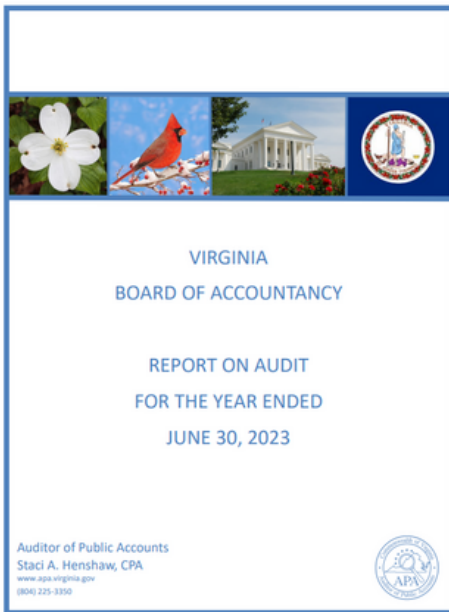 VIRGINIA
BOARD OF ACCOUNTANCY
REPORT ON AUDIT
FOR THE YEAR ENDED
JUNE 30, 2023
Auditor of Public Accounts
Staci A. Henshaw, CPA
www.apa.virginia.gov
(804) 225-3350
APA